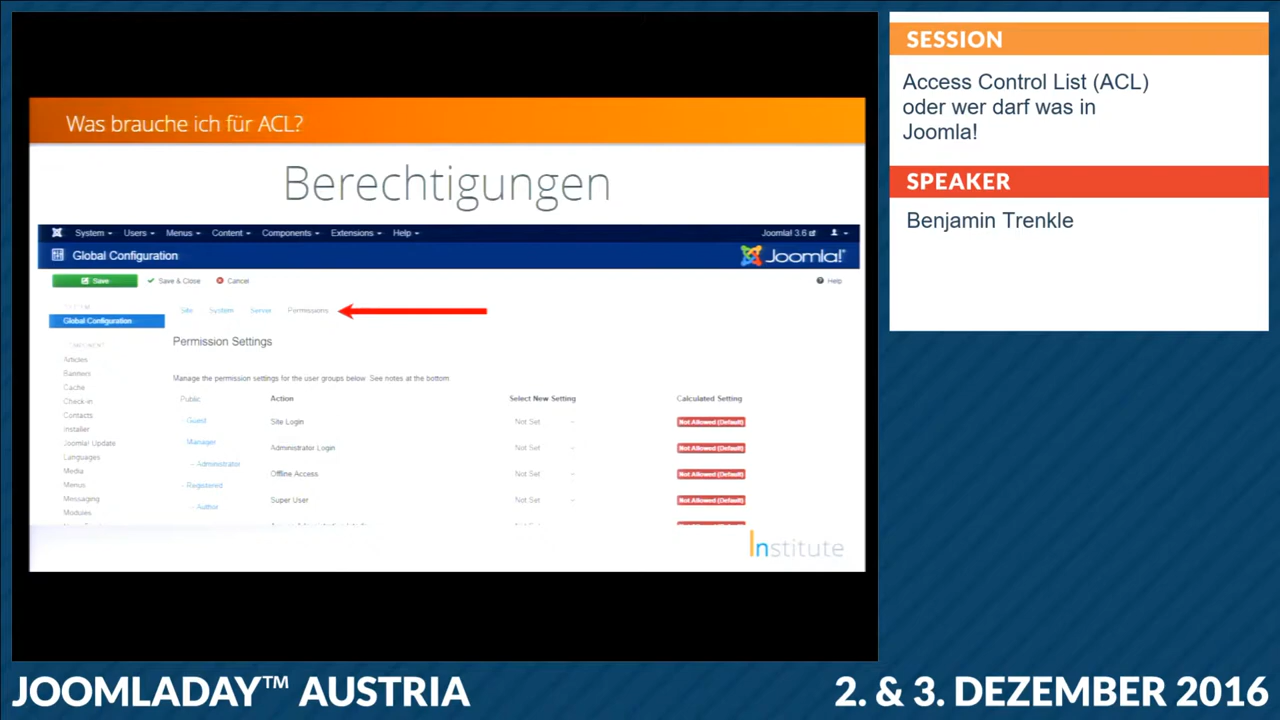 Was brauche ich für ACL?
Berechtigungen
System Users Menus Content Components Extensions Help Joomla! 3.6
Global Configuration Joomla!
Save Save & Close Cancel Help
Site System Server Permissions
Global Configuration
Permission Settings
Articles
Banners
Manage the permission settings for the user groups below. See notes at the bottom
Cache
Public Action Select New Setting Calculated Setting
Check-in
Contacts
Guest Site Login Not Set Not Allowed (Default)
Installer
Joomla! Update
Manager Administrator Login Not Set Not Allowed (Default)
Languages
– Administrator
Media
Offline Access Not Set Not Allowed (Default)
Menus
– Registered
Messaging
Super User Not Set Not Allowed (Default)
– Author
Modules
Institute
SESSION
Access Control List (ACL)
oder wer darf was in
Joomla!
SPEAKER
Benjamin Trenkle
JOOMLADAY™ AUSTRIA
2. & 3. DEZEMBER 2016